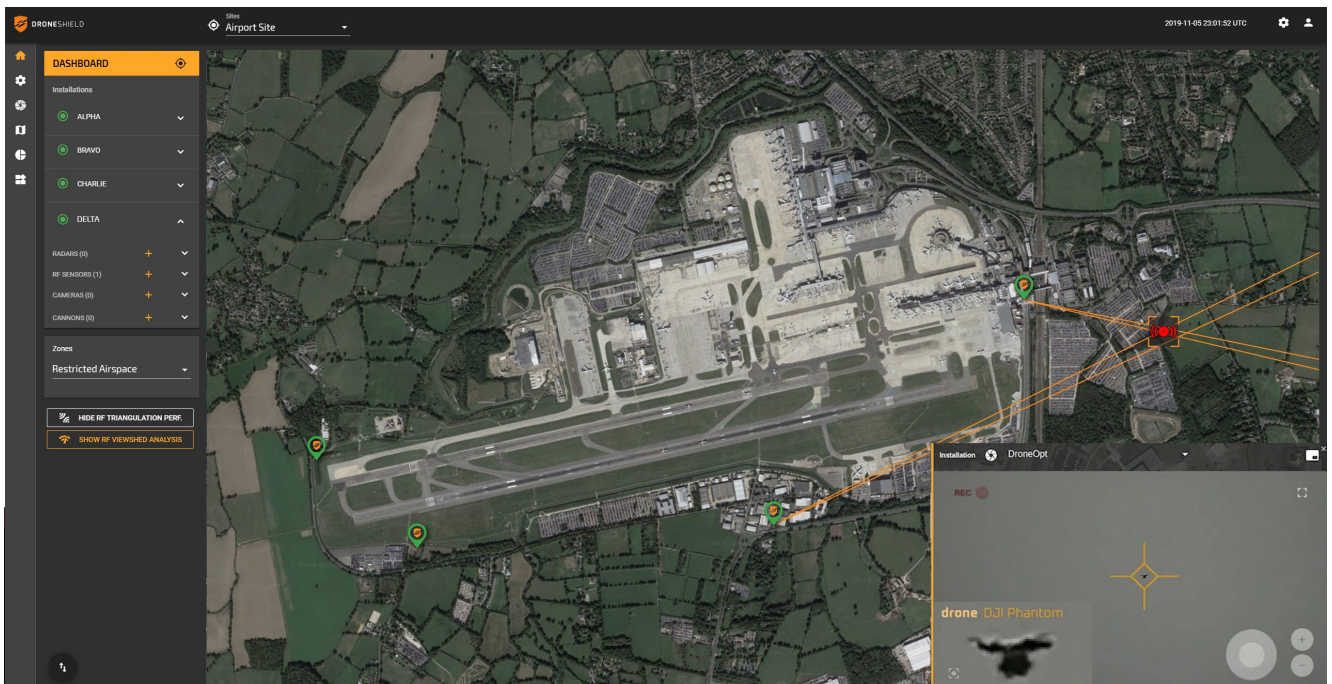 DRONESHIELD
Sites
Airport Site
2019-11-05 23:01:52 UTC
DASHBOARD
Installations
ALPHA
BRAVO
CHARLIE
DELTA
RADARS (0) +
RF SENSORS (1) +
CAMERAS (0) +
CANNONS (0) +
Zones
Restricted Airspace
HIDE RF TRIANGULATION PERF.
SHOW RF VIEWSHED ANALYSIS
Installation DroneOpt
REC
drone DJI Phantom